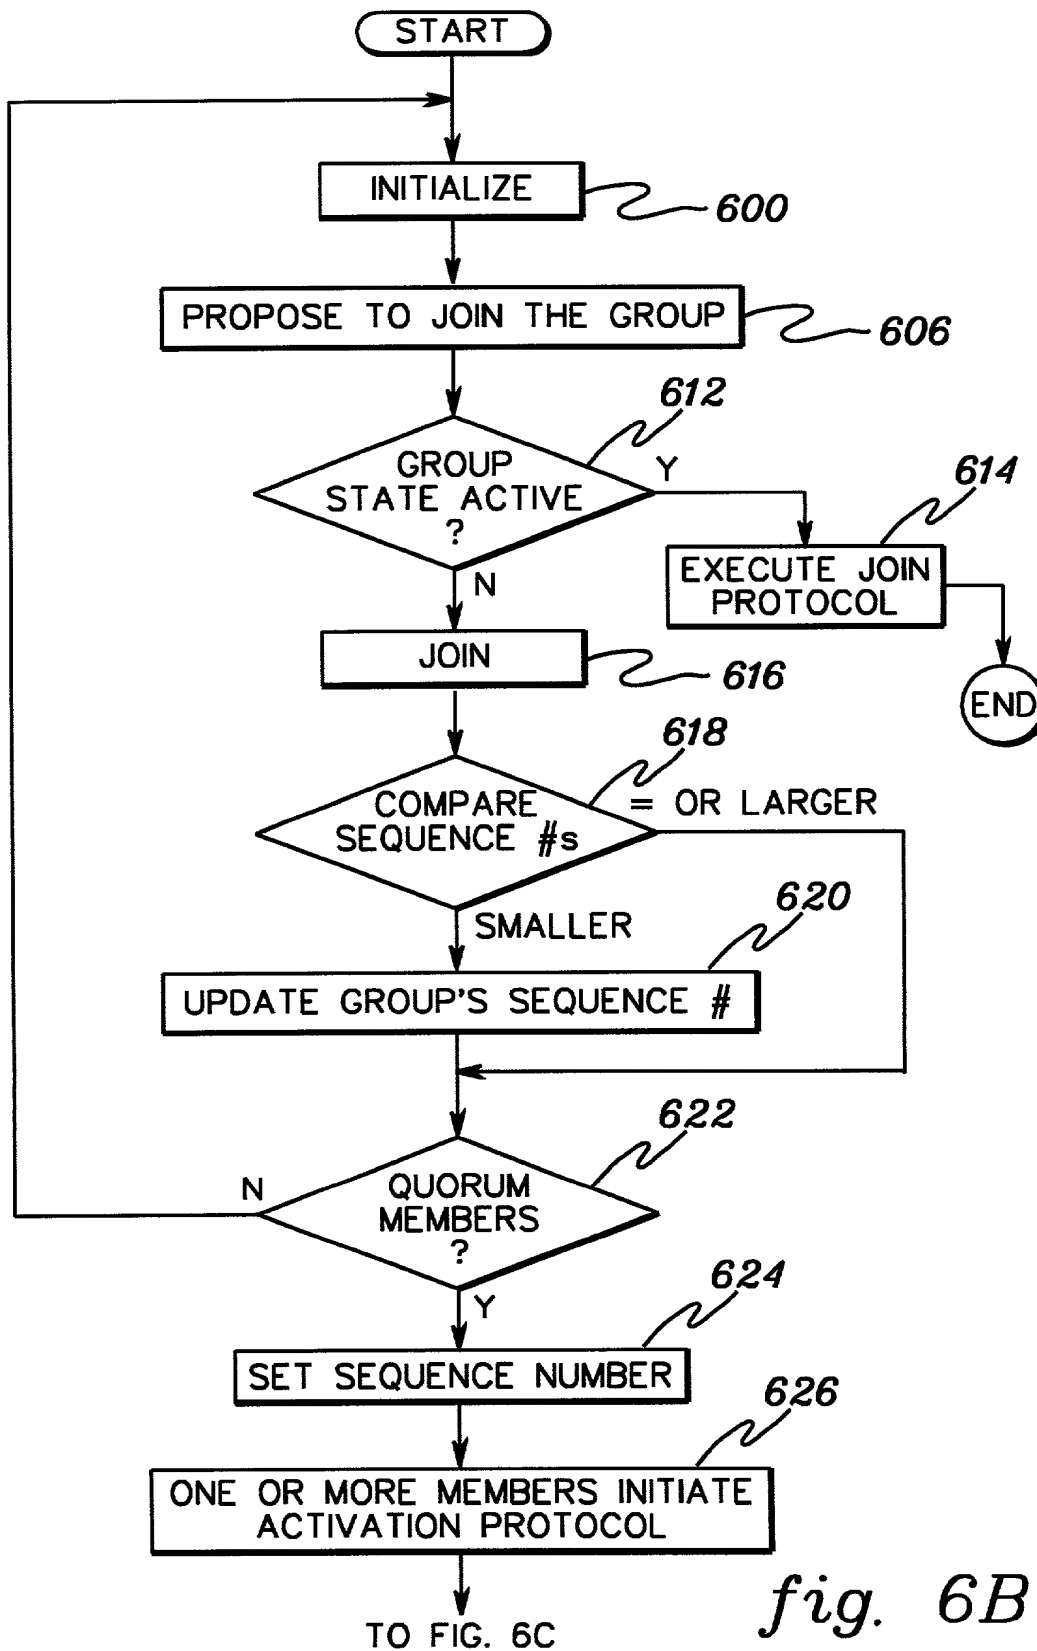 START
INITIALIZE
600
PROPOSE TO JOIN THE GROUP
606
612
GROUP
STATE ACTIVE
?
Y
N
614
EXECUTE JOIN
PROTOCOL
END
JOIN
616
618
COMPARE
SEQUENCE #s
= OR LARGER
SMALLER
620
UPDATE GROUP'S SEQUENCE #
622
QUORUM
MEMBERS
?
N
Y
624
SET SEQUENCE NUMBER
626
ONE OR MORE MEMBERS INITIATE
ACTIVATION PROTOCOL
TO FIG. 6C
fig. 6B